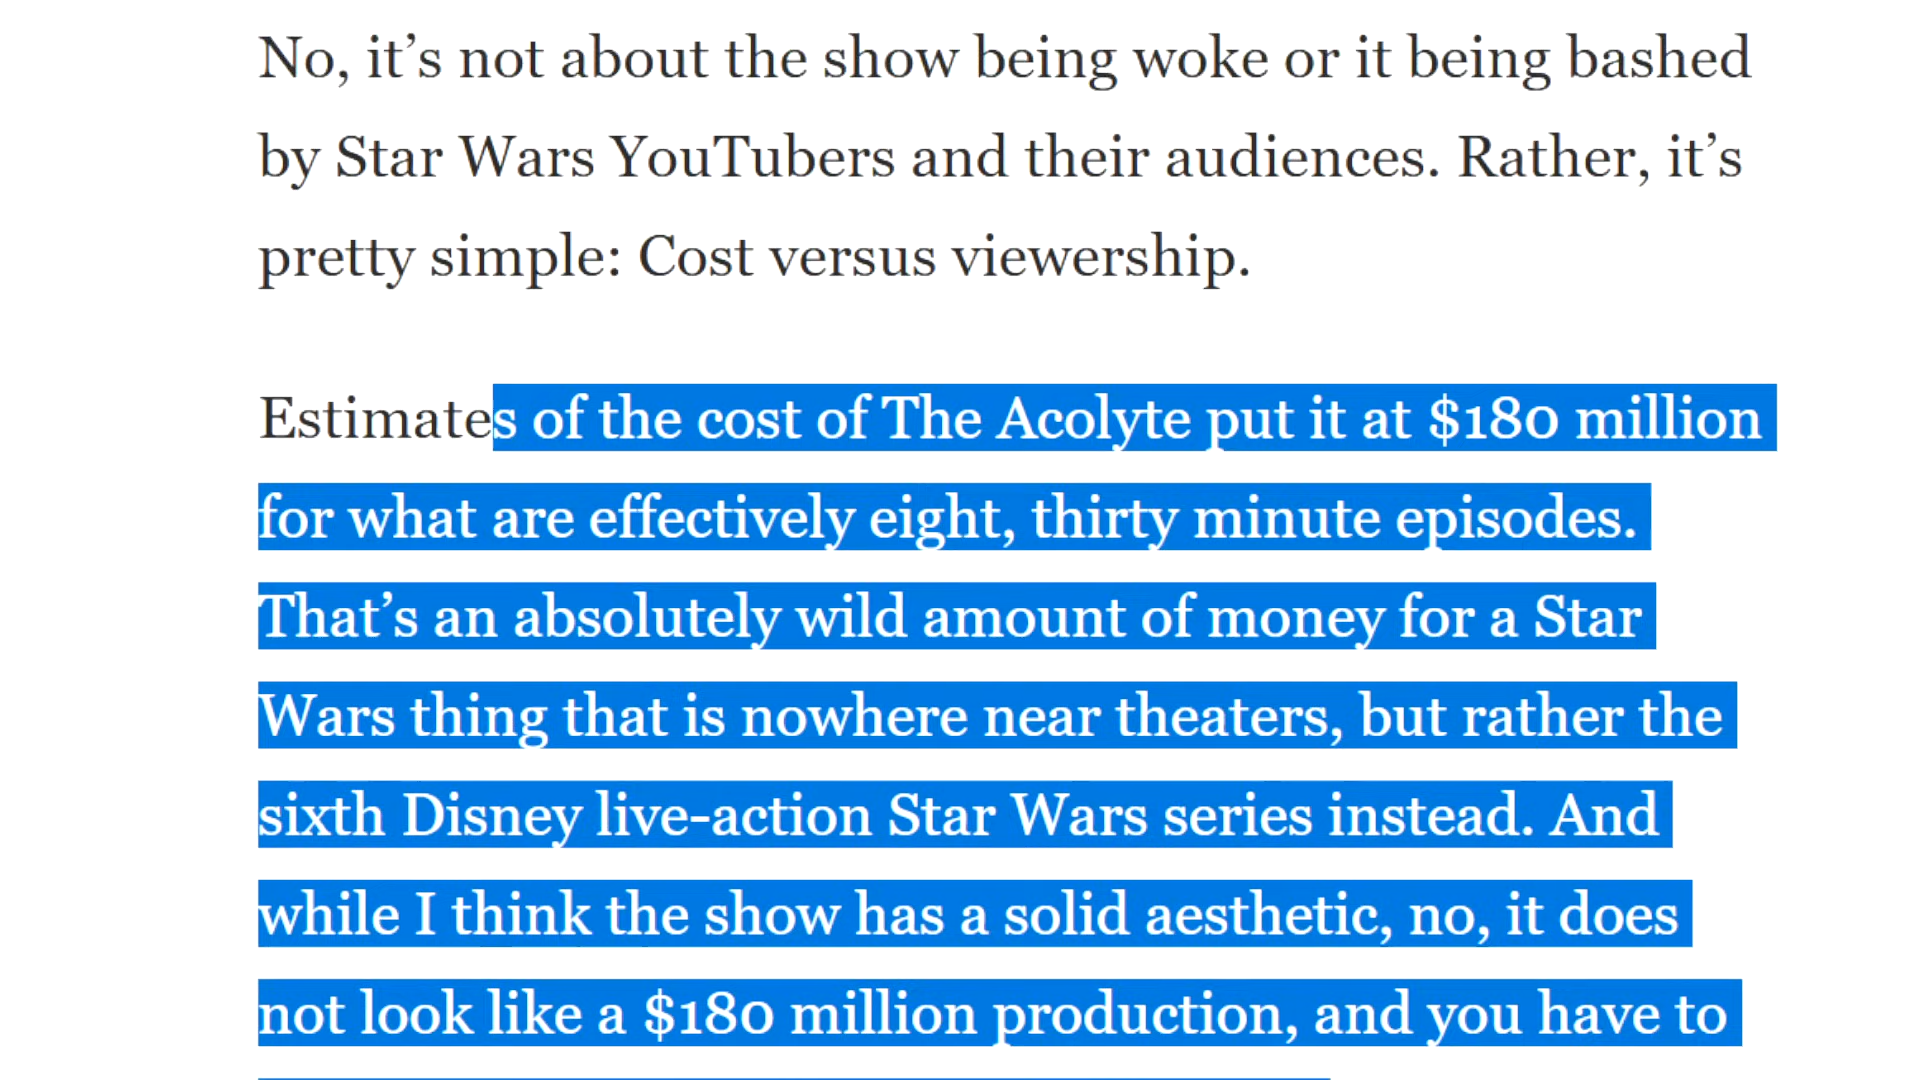 No, it’s not about the show being woke or it being bashed
by Star Wars YouTubers and their audiences. Rather, it’s
pretty simple: Cost versus viewership.
Estimates of the cost of The Acolyte put it at $180 million
for what are effectively eight, thirty minute episodes.
That’s an absolutely wild amount of money for a Star
Wars thing that is nowhere near theaters, but rather the
sixth Disney live-action Star Wars series instead. And
while I think the show has a solid aesthetic, no, it does
not look like a $180 million production, and you have to